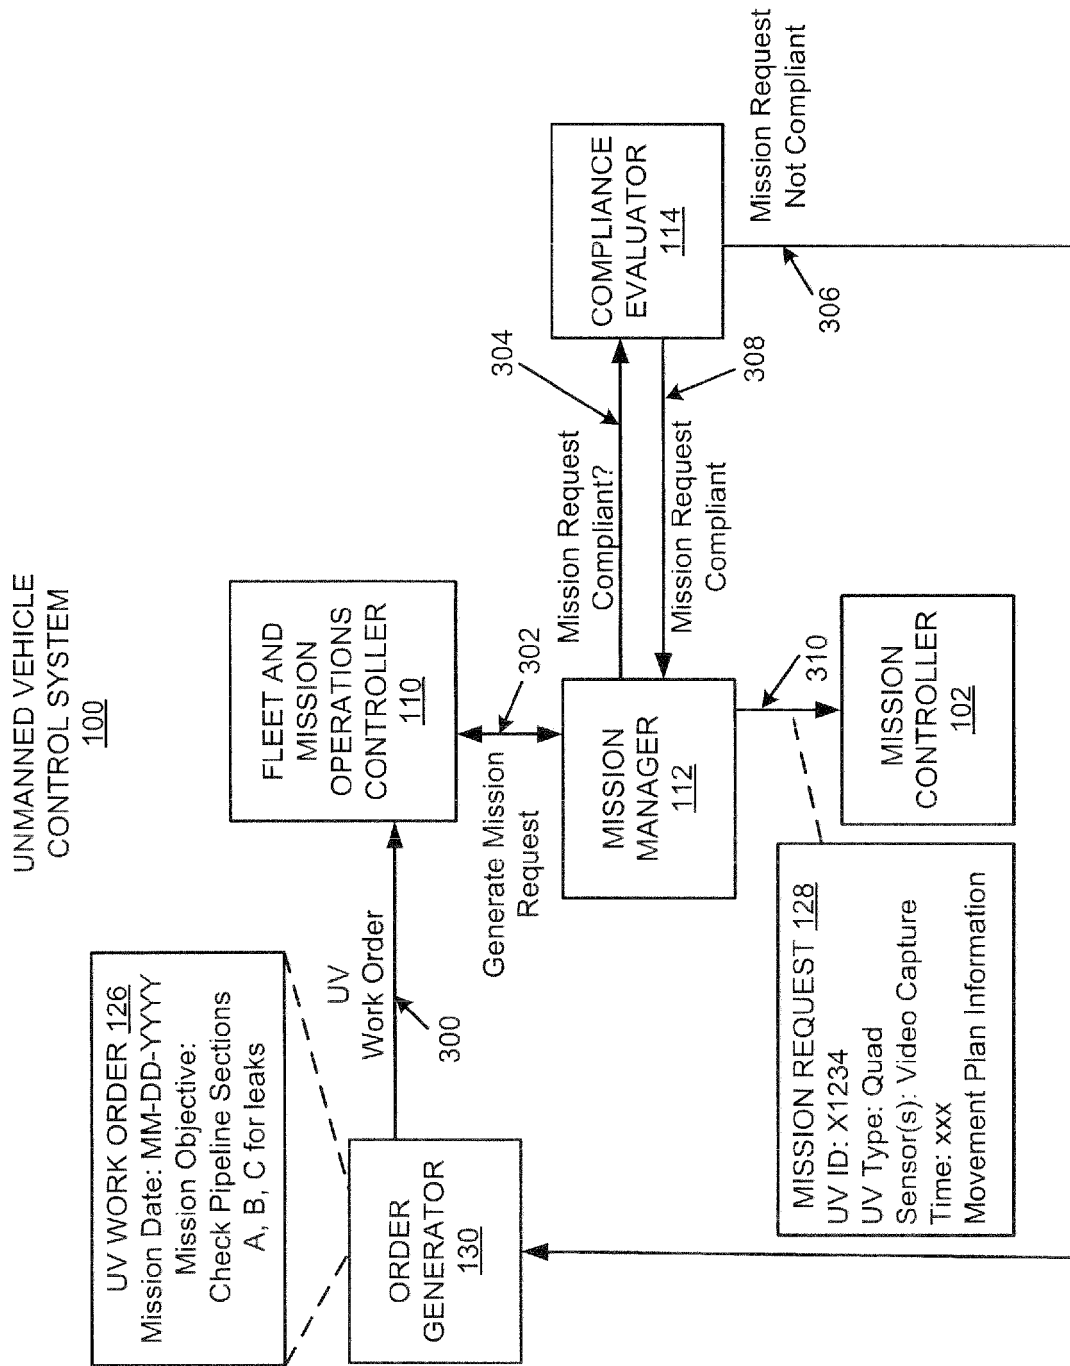 UNMANNED VEHICLE
CONTROL SYSTEM
100
UV WORK ORDER 126
Mission Date: MM-DD-YYYY
Mission Objective:
Check Pipeline Sections
A, B, C for leaks
ORDER
GENERATOR
130
UV
Work Order
300
FLEET AND
MISSION
OPERATIONS
CONTROLLER
110
Generate Mission
Request
302
MISSION
MANAGER
112
Mission Request
Compliant?
304
Mission Request
Compliant
308
COMPLIANCE
EVALUATOR
114
Mission Request
Not Compliant
306
310
MISSION
CONTROLLER
102
MISSION REQUEST 128
UV ID: X1234
UV Type: Quad
Sensor(s): Video Capture
Time: xxx
Movement Plan Information